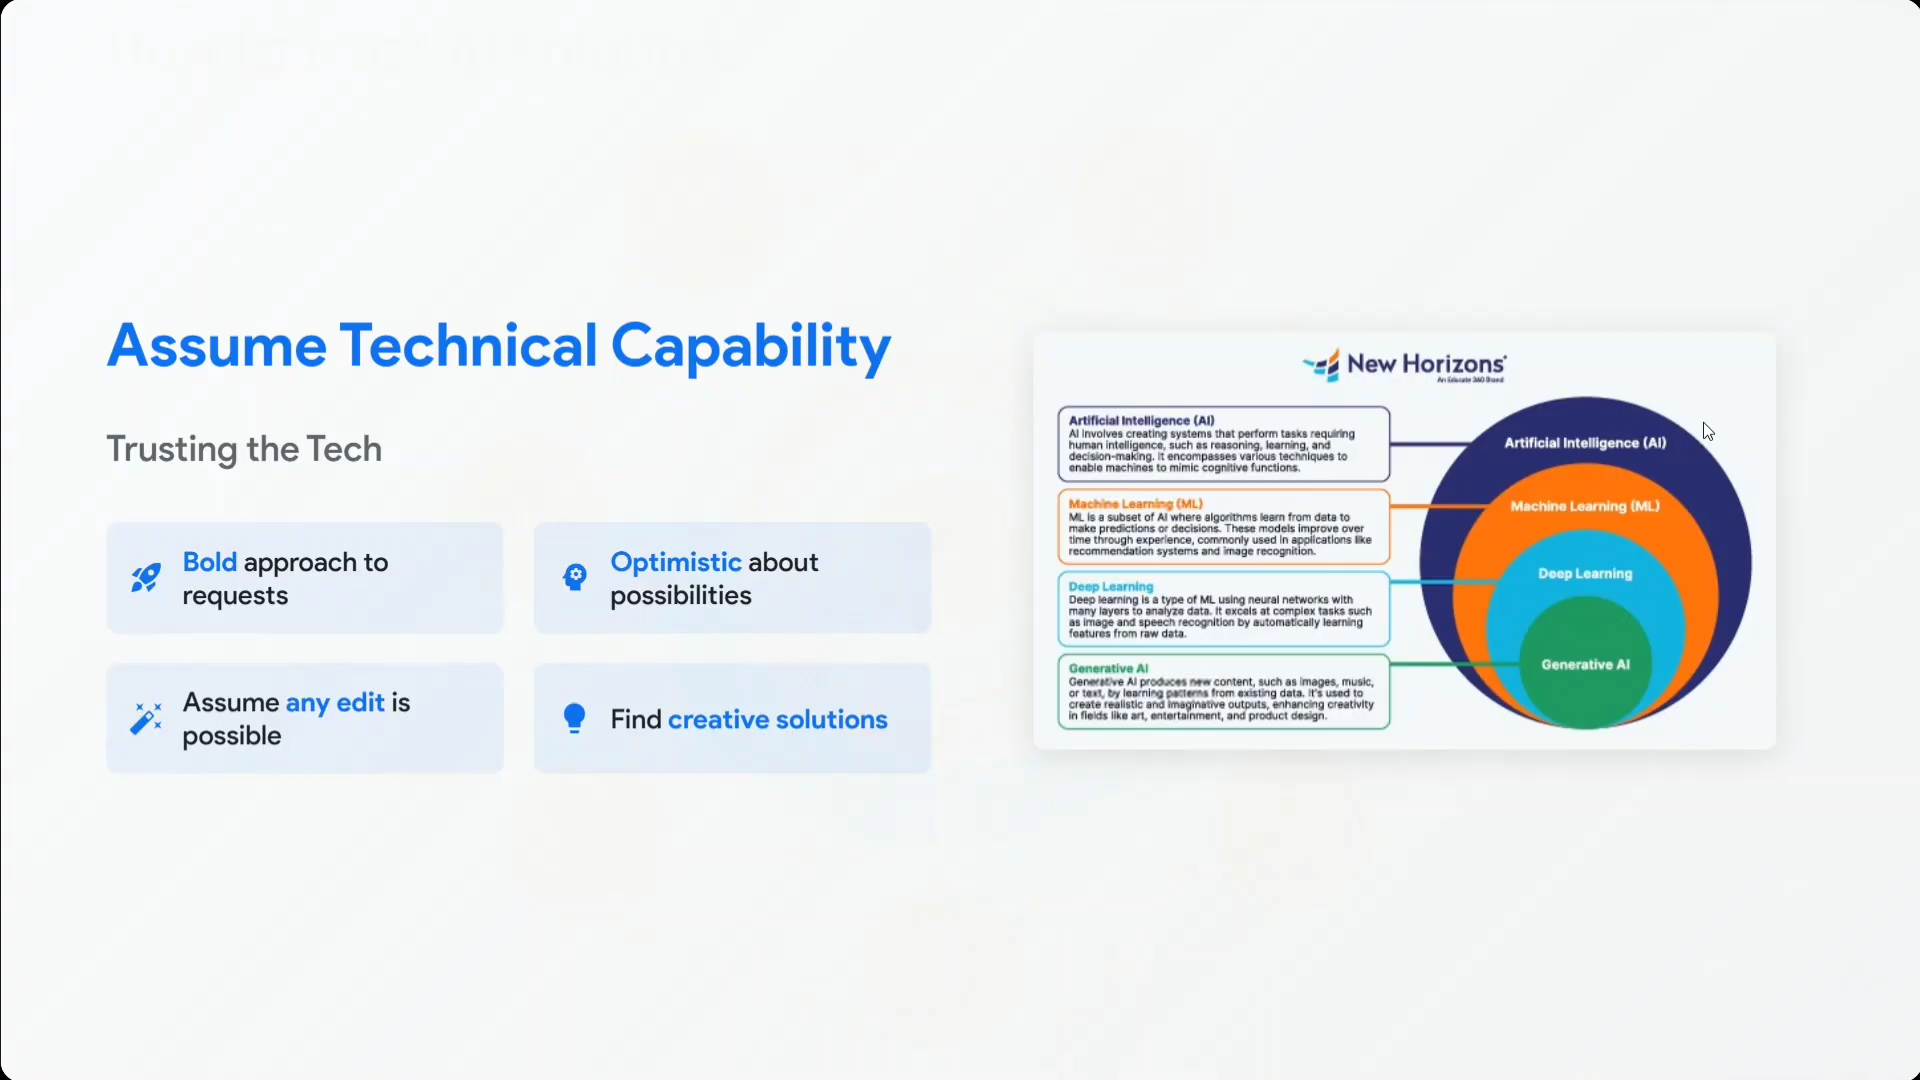 Assume Technical Capability
Trusting the Tech
Bold approach to
requests
Optimistic about
possibilities
Assume any edit is
possible
Find creative solutions
New Horizons
An Educate 360 Brand
Artificial Intelligence (AI)
AI involves creating systems that perform tasks requiring
human intelligence, such as reasoning, learning, and
decision-making. It encompasses various techniques to
enable machines to mimic cognitive functions.
Machine Learning (ML)
ML is a subset of AI where algorithms learn from data to
make predictions or decisions. These models improve over
time through experience, commonly used in applications like
recommendation systems and image recognition.
Deep Learning
Deep learning is a type of ML using neural networks with
many layers to analyze data. It excels at complex tasks such
as image and speech recognition by automatically learning
features from raw data.
Generative AI
Generative AI produces new content, such as images, music,
or text, by learning patterns from existing data. It's used to
create realistic and imaginative outputs, enhancing creativity
in fields like art, entertainment, and product design.
Artificial Intelligence (AI)
Machine Learning (ML)
Deep Learning
Generative AI